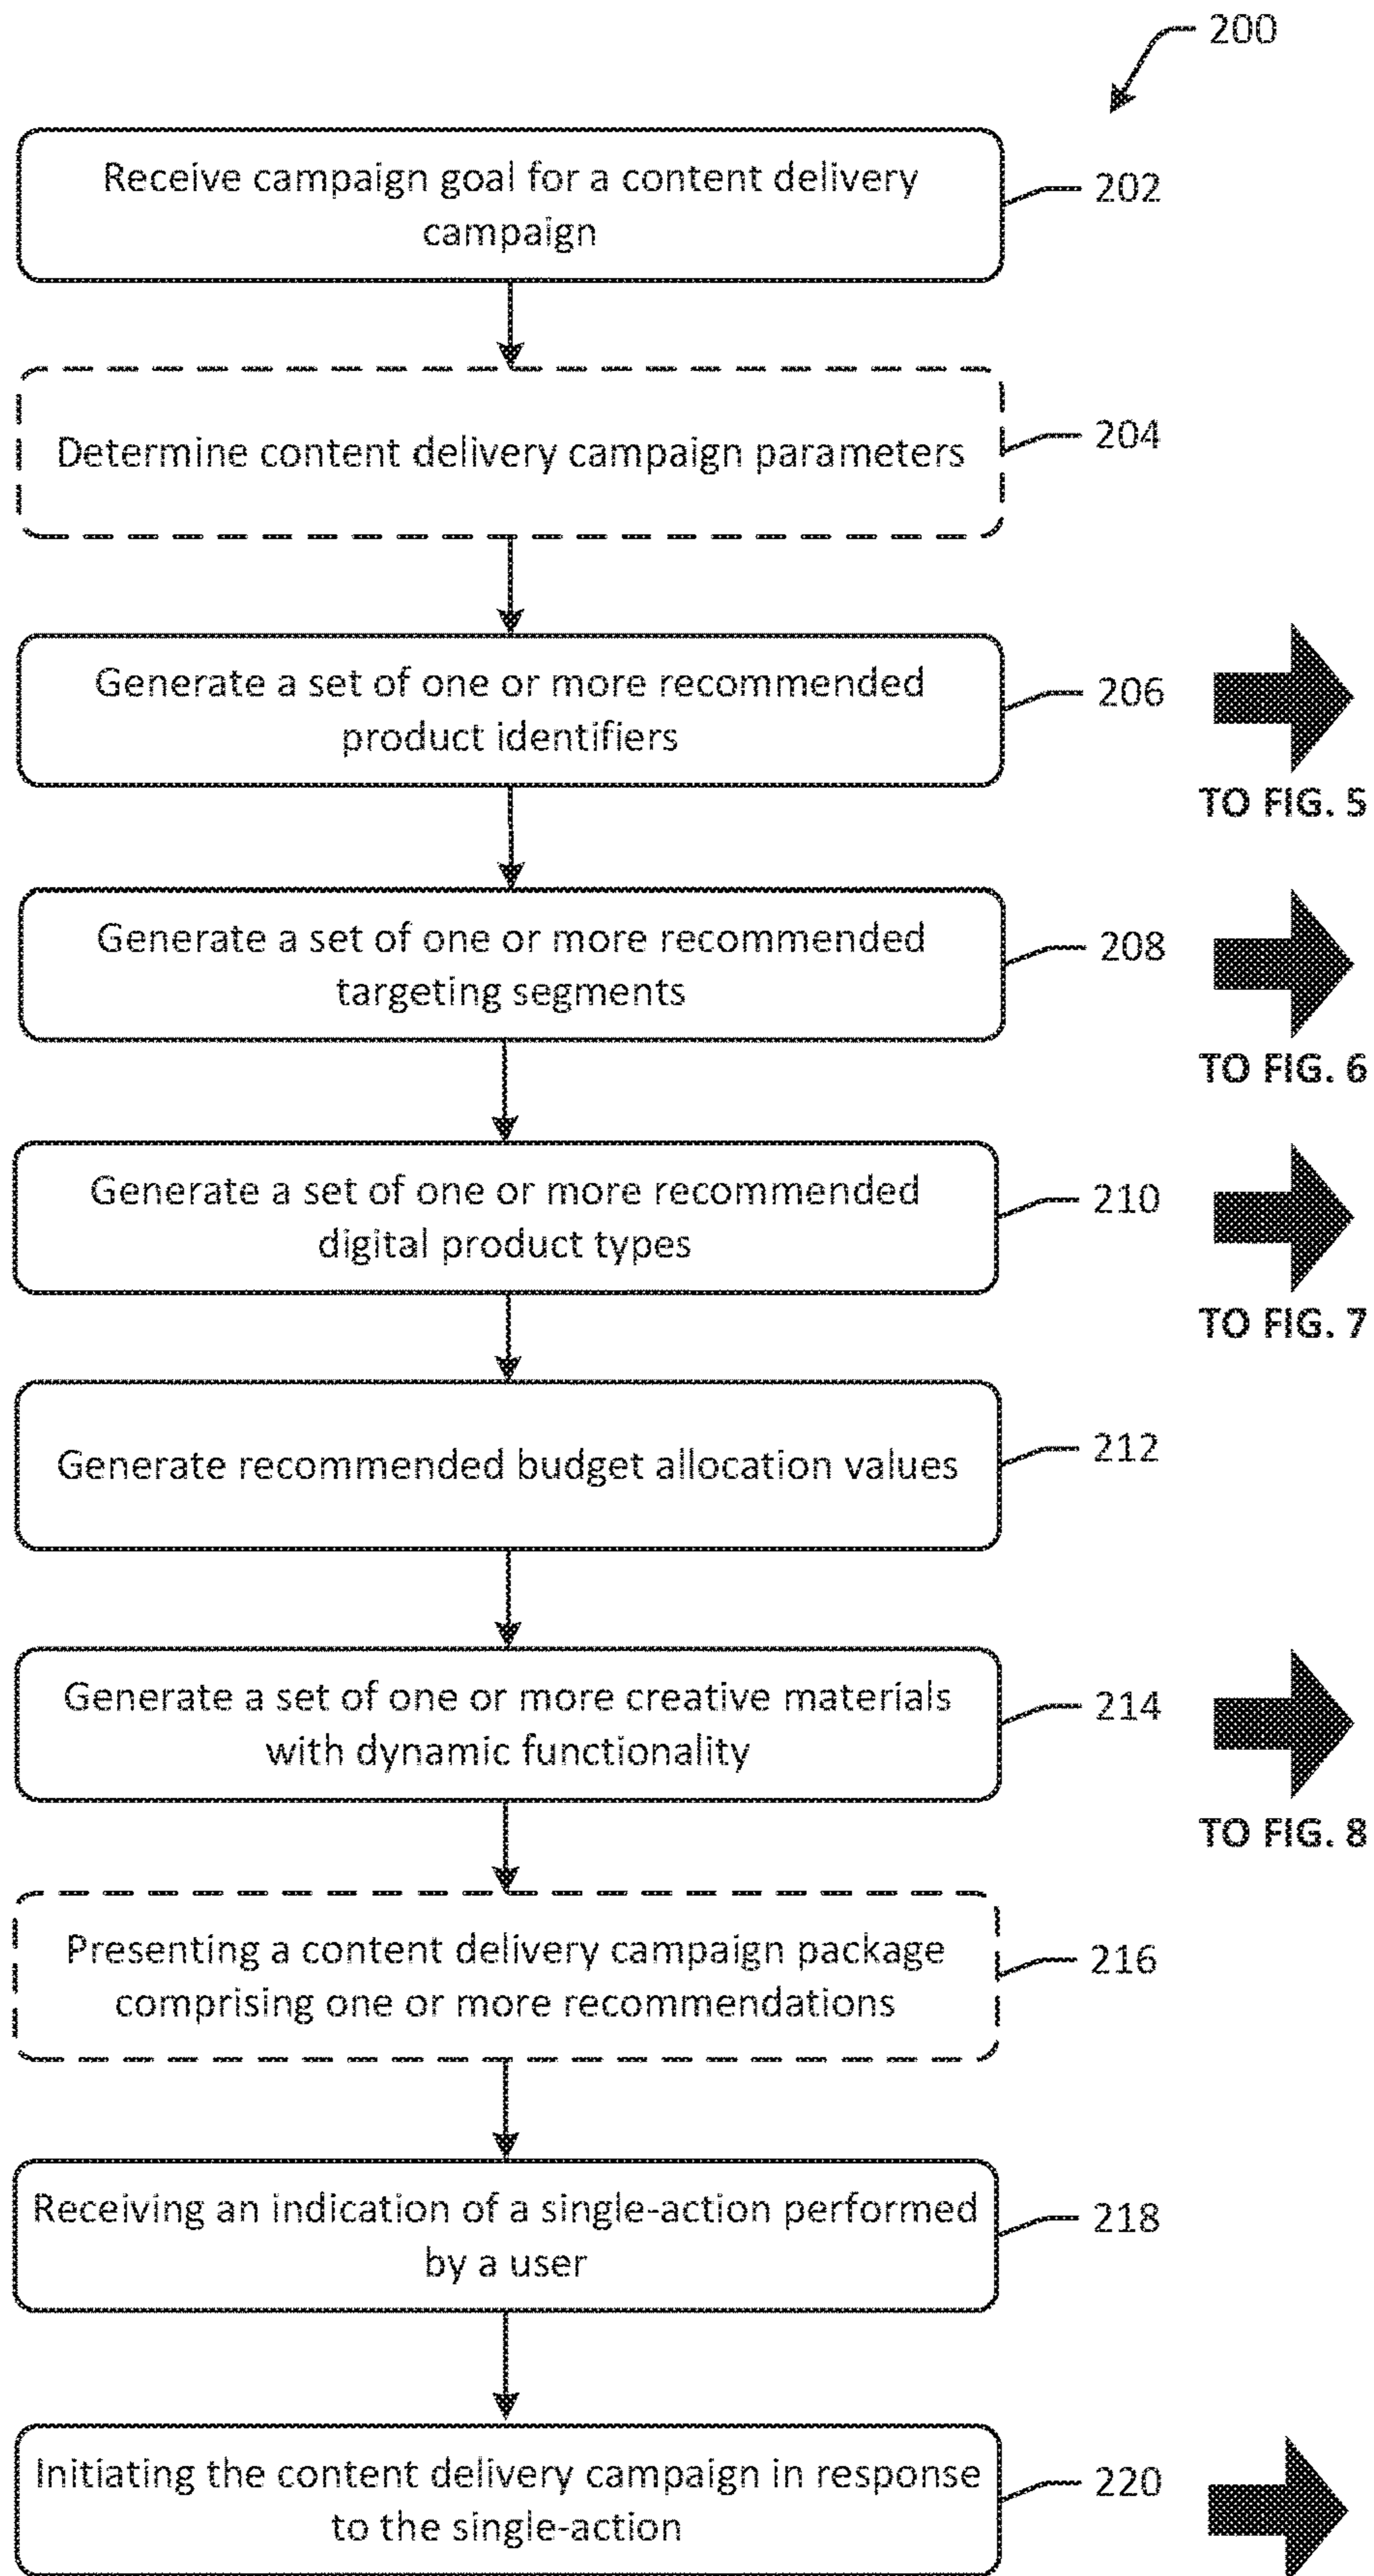 200
Receive campaign goal for a content delivery
campaign
202
Determine content delivery campaign parameters
204
Generate a set of one or more recommended
product identifiers
206
TO FIG. 5
Generate a set of one or more recommended
targeting segments
208
TO FIG. 6
Generate a set of one or more recommended
digital product types
210
TO FIG. 7
Generate recommended budget allocation values
212
Generate a set of one or more creative materials
with dynamic functionality
214
TO FIG. 8
Presenting a content delivery campaign package
comprising one or more recommendations
216
Receiving an indication of a single-action performed
by a user
218
Initiating the content delivery campaign in response
to the single-action
220